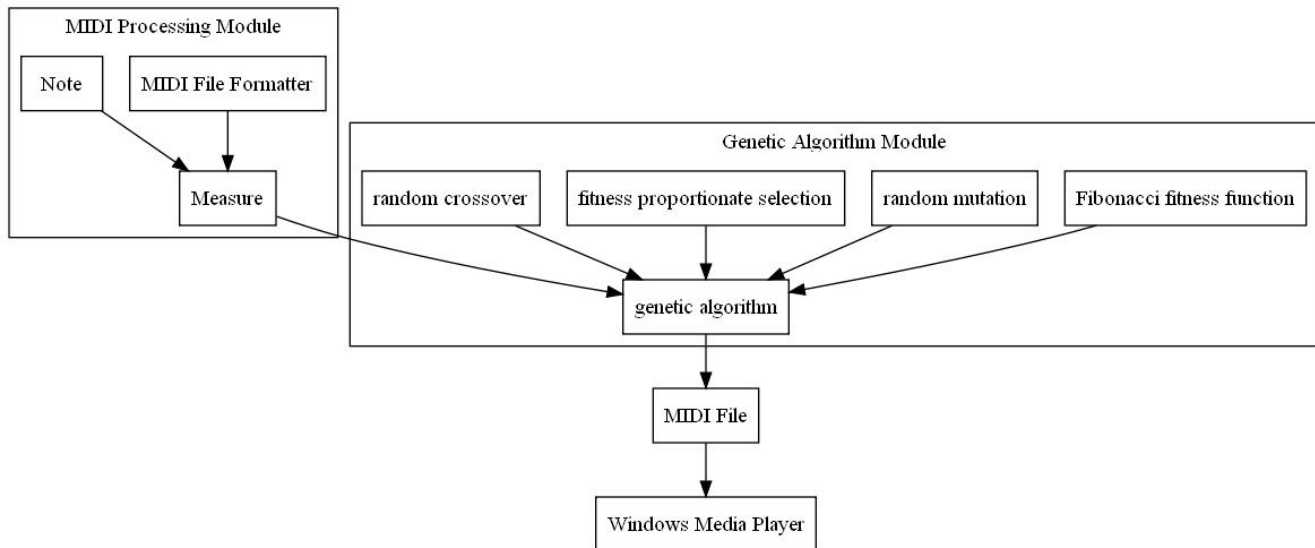 MIDI Processing Module
Note
MIDI File Formatter
Measure
Genetic Algorithm Module
random crossover
fitness proportionate selection
random mutation
Fibonacci fitness function
genetic algorithm
MIDI File
Windows Media Player